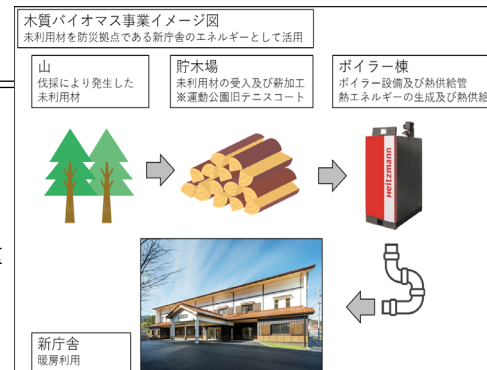 木質バイオマス事業イメージ図
未利用材を防災拠点である新庁舎のエネルギーとして活用
山
伐採により発生した
未利用材
貯木場
未利用材の受入及び薪加工
※運動公園旧テニスコート
ボイラー棟
ボイラー設備及び熱供給管
熱エネルギーの生成及び熱供給
Heitzmann
新庁舎
暖房利用